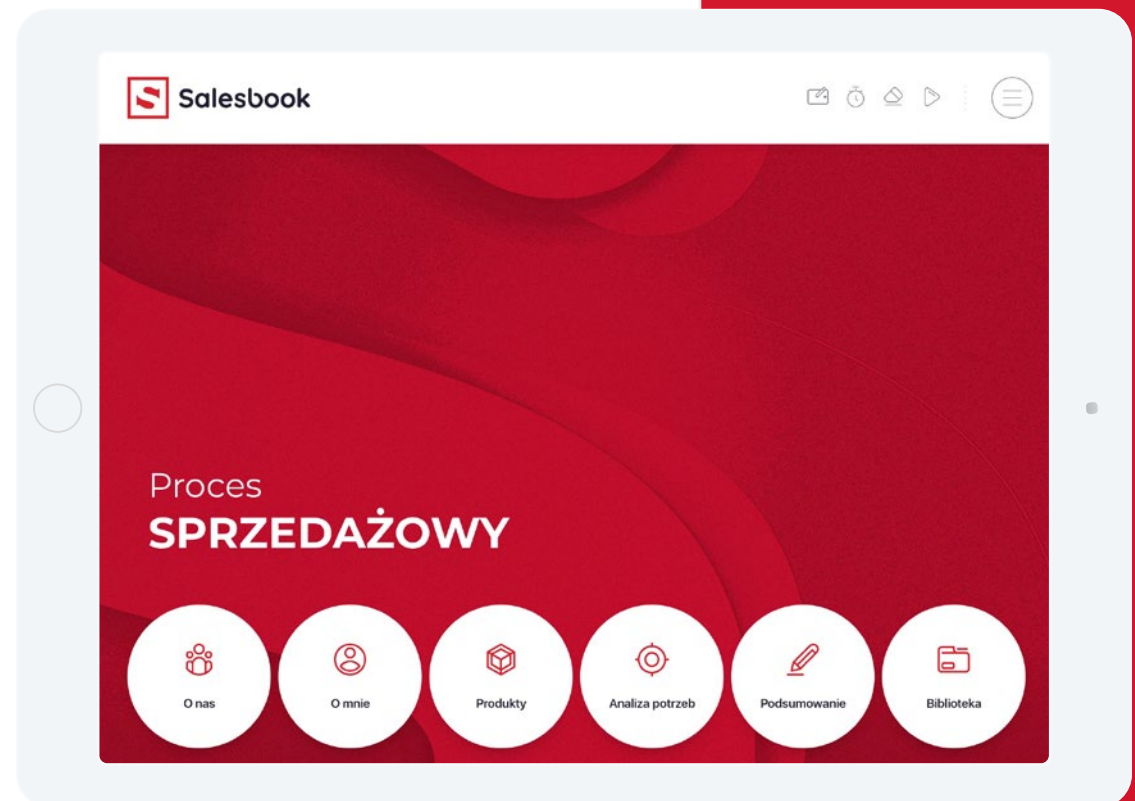 Salesbook
Proces
SPRZEDAŻOWY
O nas
O mnie
Produkty
Analiza potrzeb
Podsumowanie
Biblioteka